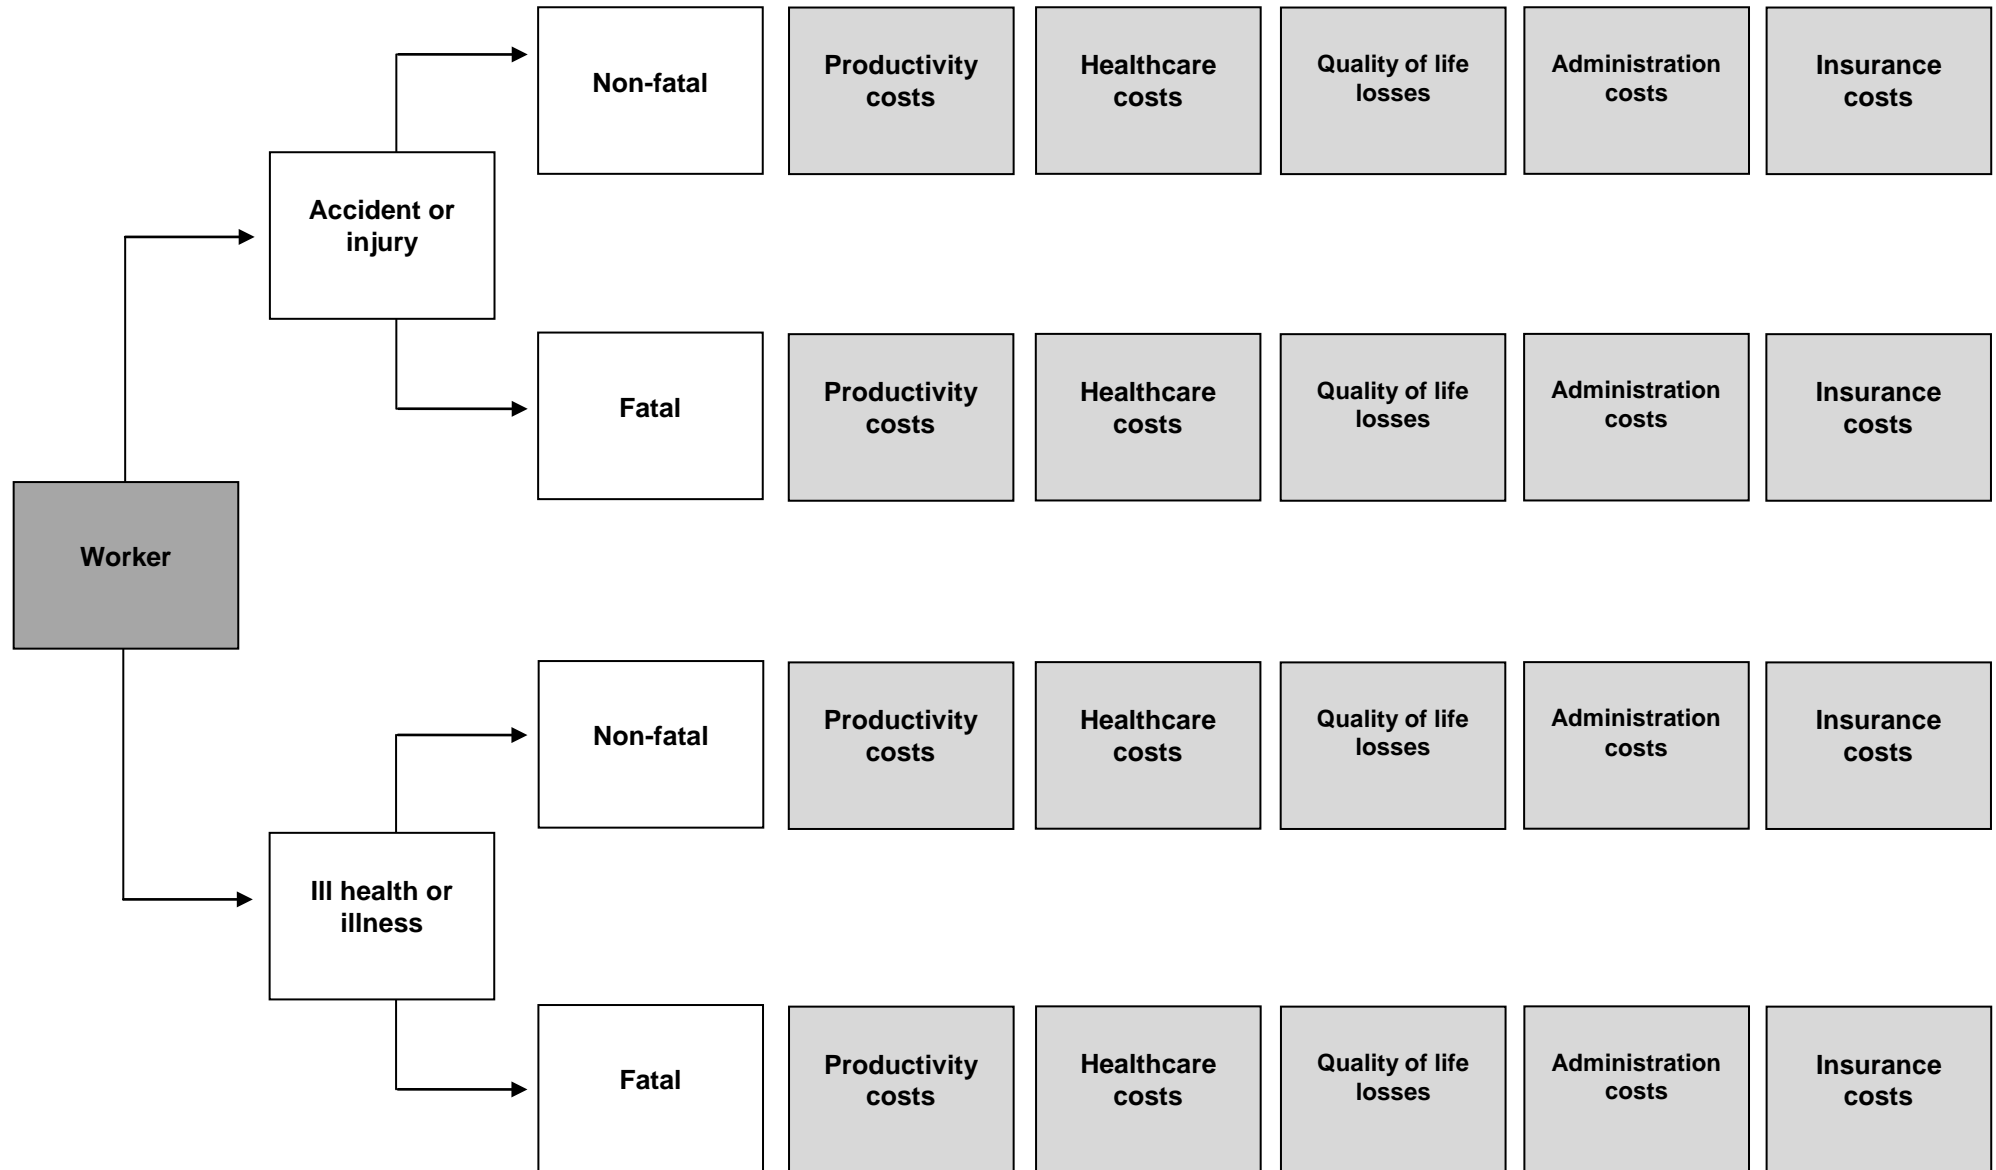 Non-fatal
Productivity
costs
Healthcare
costs
Quality of life
losses
Administration
costs
Insurance
costs
Accident or
injury
Fatal
Productivity
costs
Healthcare
costs
Quality of life
losses
Administration
costs
Insurance
costs
Worker
Non-fatal
Productivity
costs
Healthcare
costs
Quality of life
losses
Administration
costs
Insurance
costs
Ill health or
illness
Fatal
Productivity
costs
Healthcare
costs
Quality of life
losses
Administration
costs
Insurance
costs